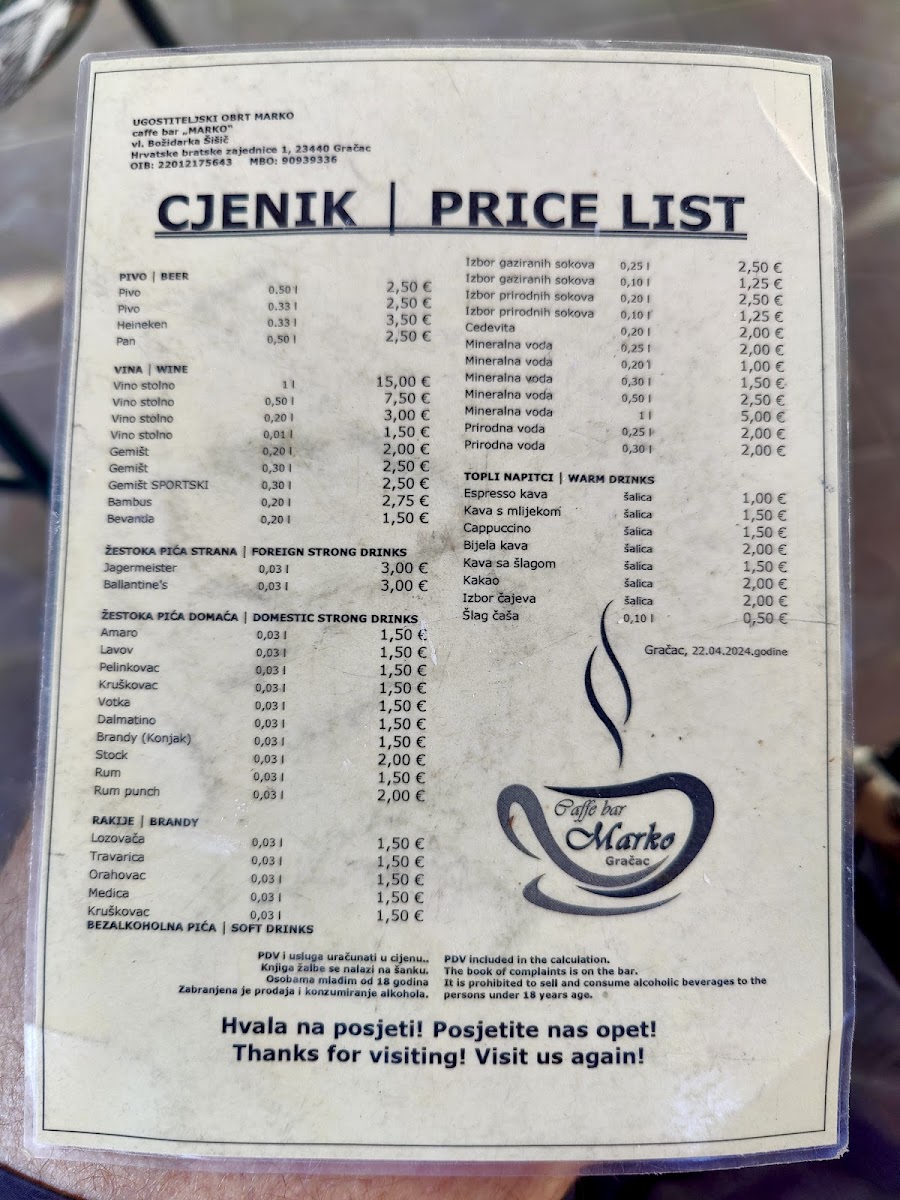 UGOSTITELJSKI OBRT MARKO
caffe bar „MARKO"
vl. Božidarka Šišič
Hrvatske bratske zajednice 1, 23440 Gračac
OIB: 22012175643 MBO: 90939336
CJENIK | PRICE LIST
PIVO | BEER
Pivo 0.50 l 2,50 €
Pivo 0.33 l 2,50 €
Heineken 0.33 l 3,50 €
Pan 0,50 l 2,50 €
VINA | WINE
Vino stolno 1 l 15,00 €
Vino stolno 0,50 l 7,50 €
Vino stolno 0,20 l 3,00 €
Vino stolno 0,01 l 1,50 €
Gemišt 0,20 l 2,00 €
Gemišt 0,30 l 2,50 €
Gemišt SPORTSKI 0,30 l 2,50 €
Bambus 0,20 l 2,75 €
Bevanda 0,20 l 1,50 €
ŽESTOKA PIĆA STRANA | FOREIGN STRONG DRINKS
Jagermeister 0,03 l 3,00 €
Ballantine's 0,03 l 3,00 €
ŽESTOKA PIĆA DOMAĆA | DOMESTIC STRONG DRINKS
Amaro 0,03 l 1,50 €
Lavov 0,03 l 1,50 €
Pelinkovac 0,03 l 1,50 €
Kruškovac 0,03 l 1,50 €
Votka 0,03 l 1,50 €
Dalmatino 0,03 l 1,50 €
Brandy (Konjak) 0,03 l 1,50 €
Stock 0,03 l 2,00 €
Rum 0,03 l 1,50 €
Rum punch 0,03 l 2,00 €
RAKIJE | BRANDY
Lozovača 0,03 l 1,50 €
Travarica 0,03 l 1,50 €
Orahovac 0,03 l 1,50 €
Medica 0,03 l 1,50 €
Kruškovac 0,03 l 1,50 €
BEZALKOHOLNA PIĆA | SOFT DRINKS
Izbor gaziranih sokova 0,25 l 2,50 €
Izbor gaziranih sokova 0,10 l 1,25 €
Izbor prirodnih sokova 0,20 l 2,50 €
Izbor prirodnih sokova 0,10 l 1,25 €
Cedevita 0,20 l 2,00 €
Mineralna voda 0,25 l 2,00 €
Mineralna voda 0,20 l 1,00 €
Mineralna voda 0,30 l 1,50 €
Mineralna voda 0,50 l 2,50 €
Mineralna voda 1 l 5,00 €
Prirodna voda 0,25 l 2,00 €
Prirodna voda 0,30 l 2,00 €
TOPLI NAPITCI | WARM DRINKS
Espresso kava šalica 1,00 €
Kava s mlijekom šalica 1,50 €
Cappuccino šalica 1,50 €
Bijela kava šalica 2,00 €
Kava sa šlagom šalica 1,50 €
Kakao šalica 2,00 €
Izbor čajeva šalica 2,00 €
Šlag čaša 0,10 l 0,50 €
Gračac, 22.04.2024.godine
Caffe bar
Marko
Gračac
PDV i usluga uračunati u cijenu..
Knjiga žalbe se nalazi na šanku.
Osobama mlađim od 18 godina
Zabranjena je prodaja i konzumiranje alkohola.
PDV included in the calculation.
The book of complaints is on the bar.
It is prohibited to sell and consume alcoholic beverages to the
persons under 18 years age.
Hvala na posjeti! Posjetite nas opet!
Thanks for visiting! Visit us again!